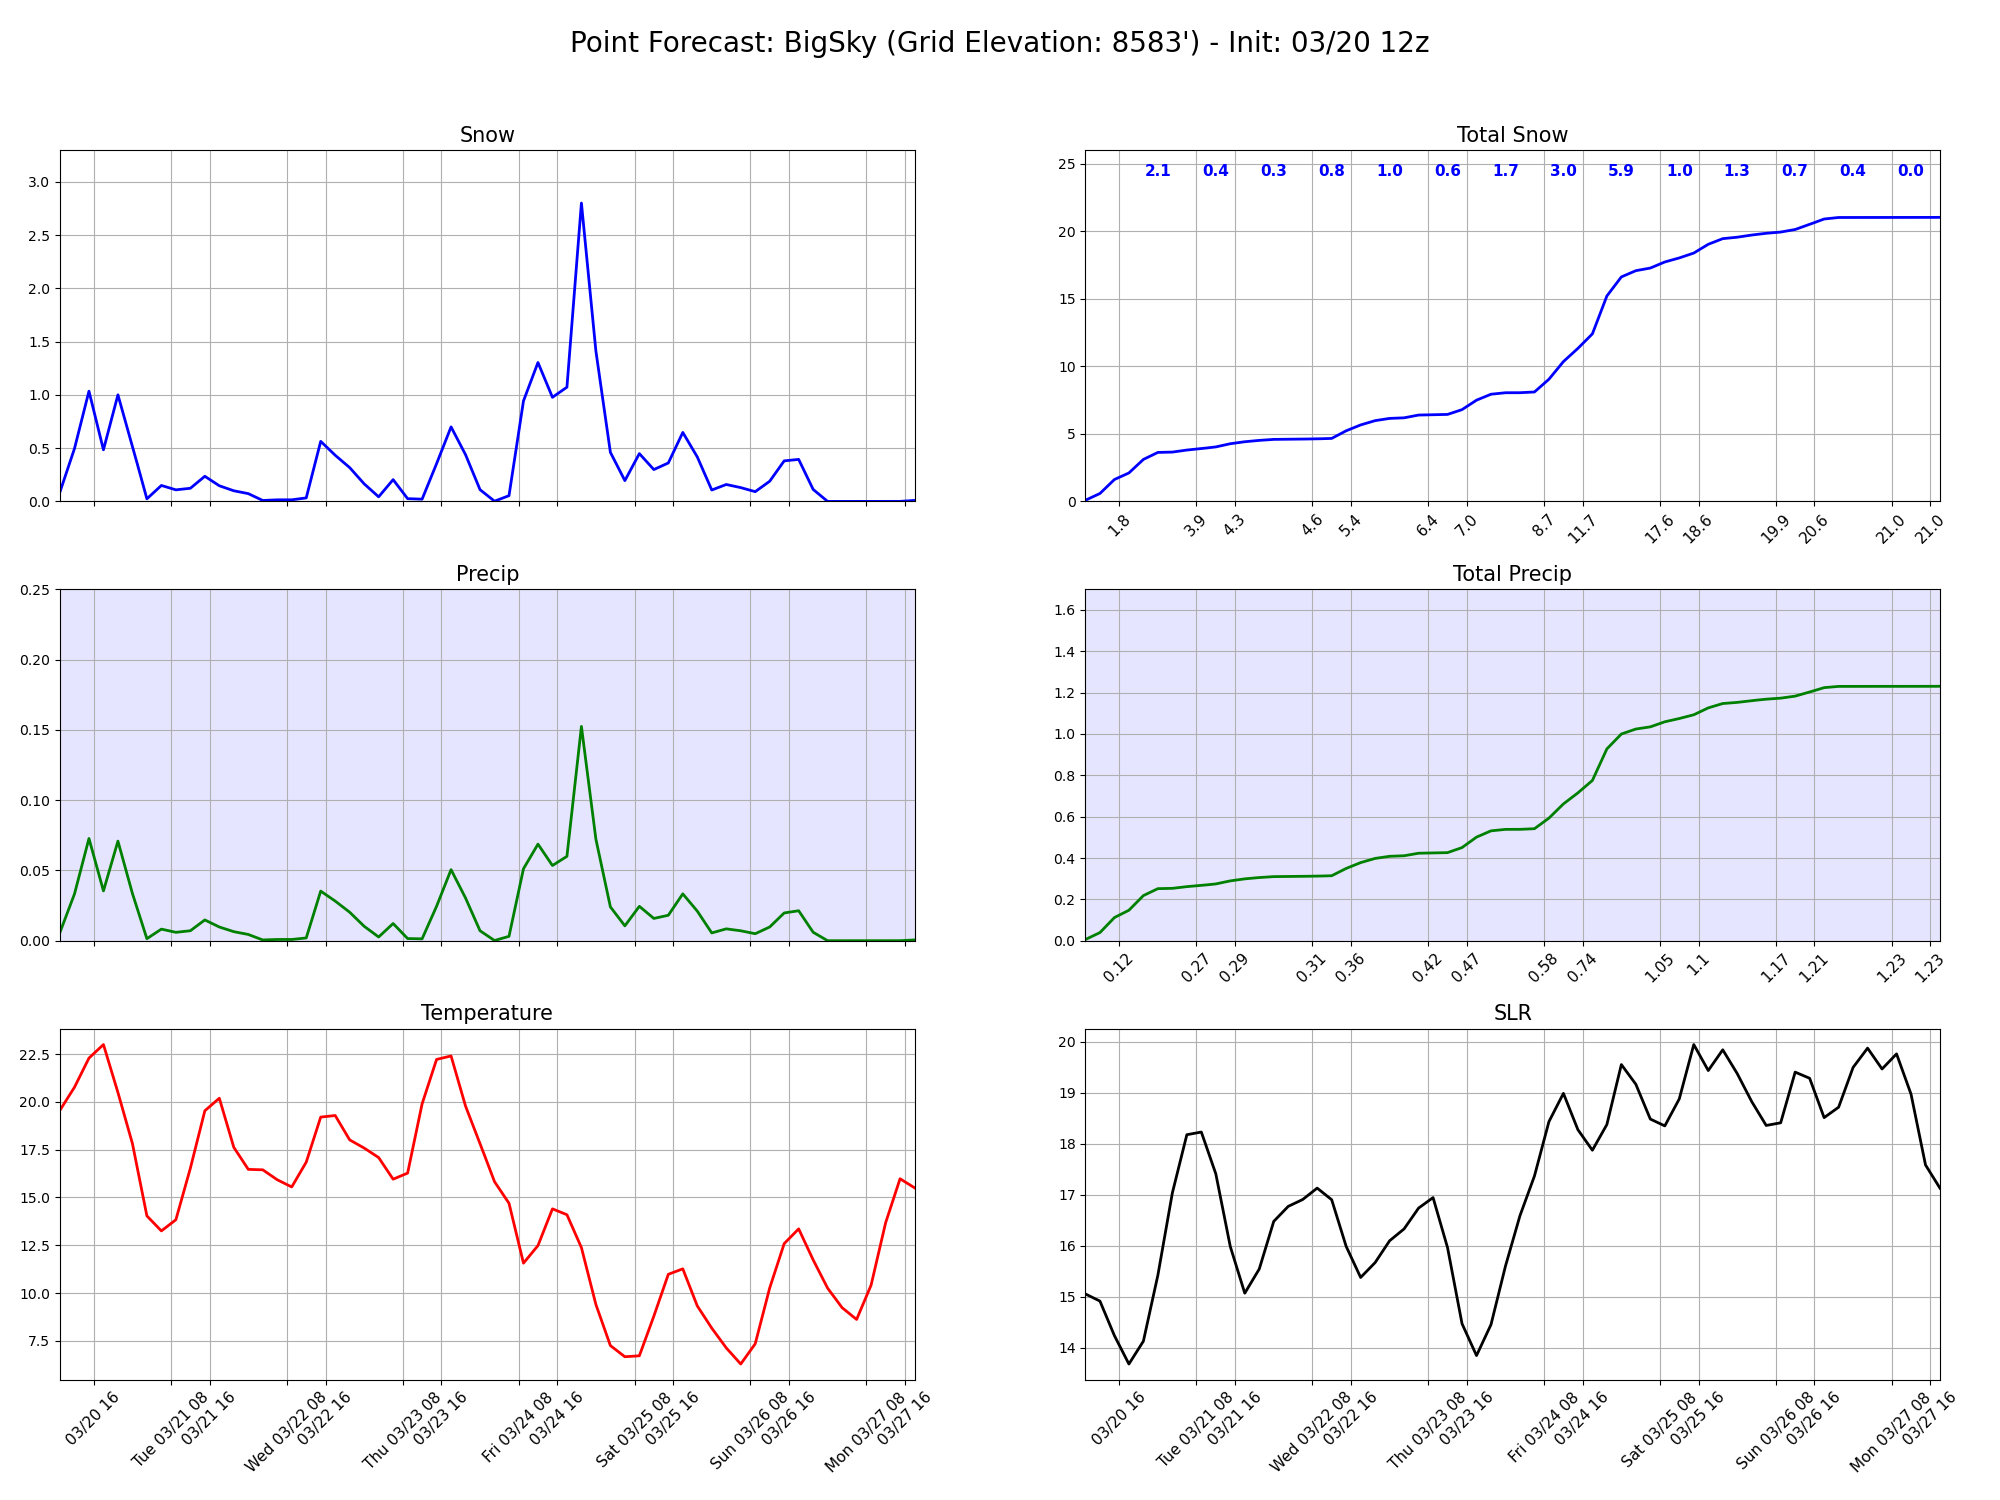 Point Forecast: BigSky (Grid Elevation: 8583') - Init: 03/20 12z
Snow
3.0
2.5
2.0
1.5
1.0
0.5
0.0
Total Snow
25
20
15
10
5
0
2.1 0.4 0.3 0.8 1.0 0.6 1.7 3.0 5.9 1.0 1.3 0.7 0.4 0.0
1.8 3.9 4.3 4.6 5.4 6.4 7.0 8.7 11.7 17.6 18.6 19.9 20.6 21.0 21.0
Precip
0.25
0.20
0.15
0.10
0.05
0.00
Total Precip
1.6
1.4
1.2
1.0
0.8
0.6
0.4
0.2
0.0
0.12 0.27 0.29 0.31 0.36 0.42 0.47 0.58 0.74 1.05 1.1 1.17 1.21 1.23 1.23
Temperature
22.5
20.0
17.5
15.0
12.5
10.0
7.5
03/20 16
Tue 03/21 08
03/21 16
Wed 03/22 08
03/22 16
Thu 03/23 08
03/23 16
Fri 03/24 08
03/24 16
Sat 03/25 08
03/25 16
Sun 03/26 08
03/26 16
Mon 03/27 08
03/27 16
SLR
20
19
18
17
16
15
14
03/20 16
Tue 03/21 08
03/21 16
Wed 03/22 08
03/22 16
Thu 03/23 08
03/23 16
Fri 03/24 08
03/24 16
Sat 03/25 08
03/25 16
Sun 03/26 08
03/26 16
Mon 03/27 08
03/27 16